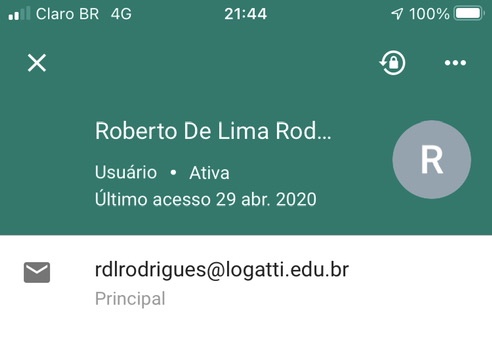 Claro BR 4G 21:44 100%
Roberto De Lima Rod...
R
Usuário • Ativa
Último acesso 29 abr. 2020
rdlrodrigues@logatti.edu.br
Principal